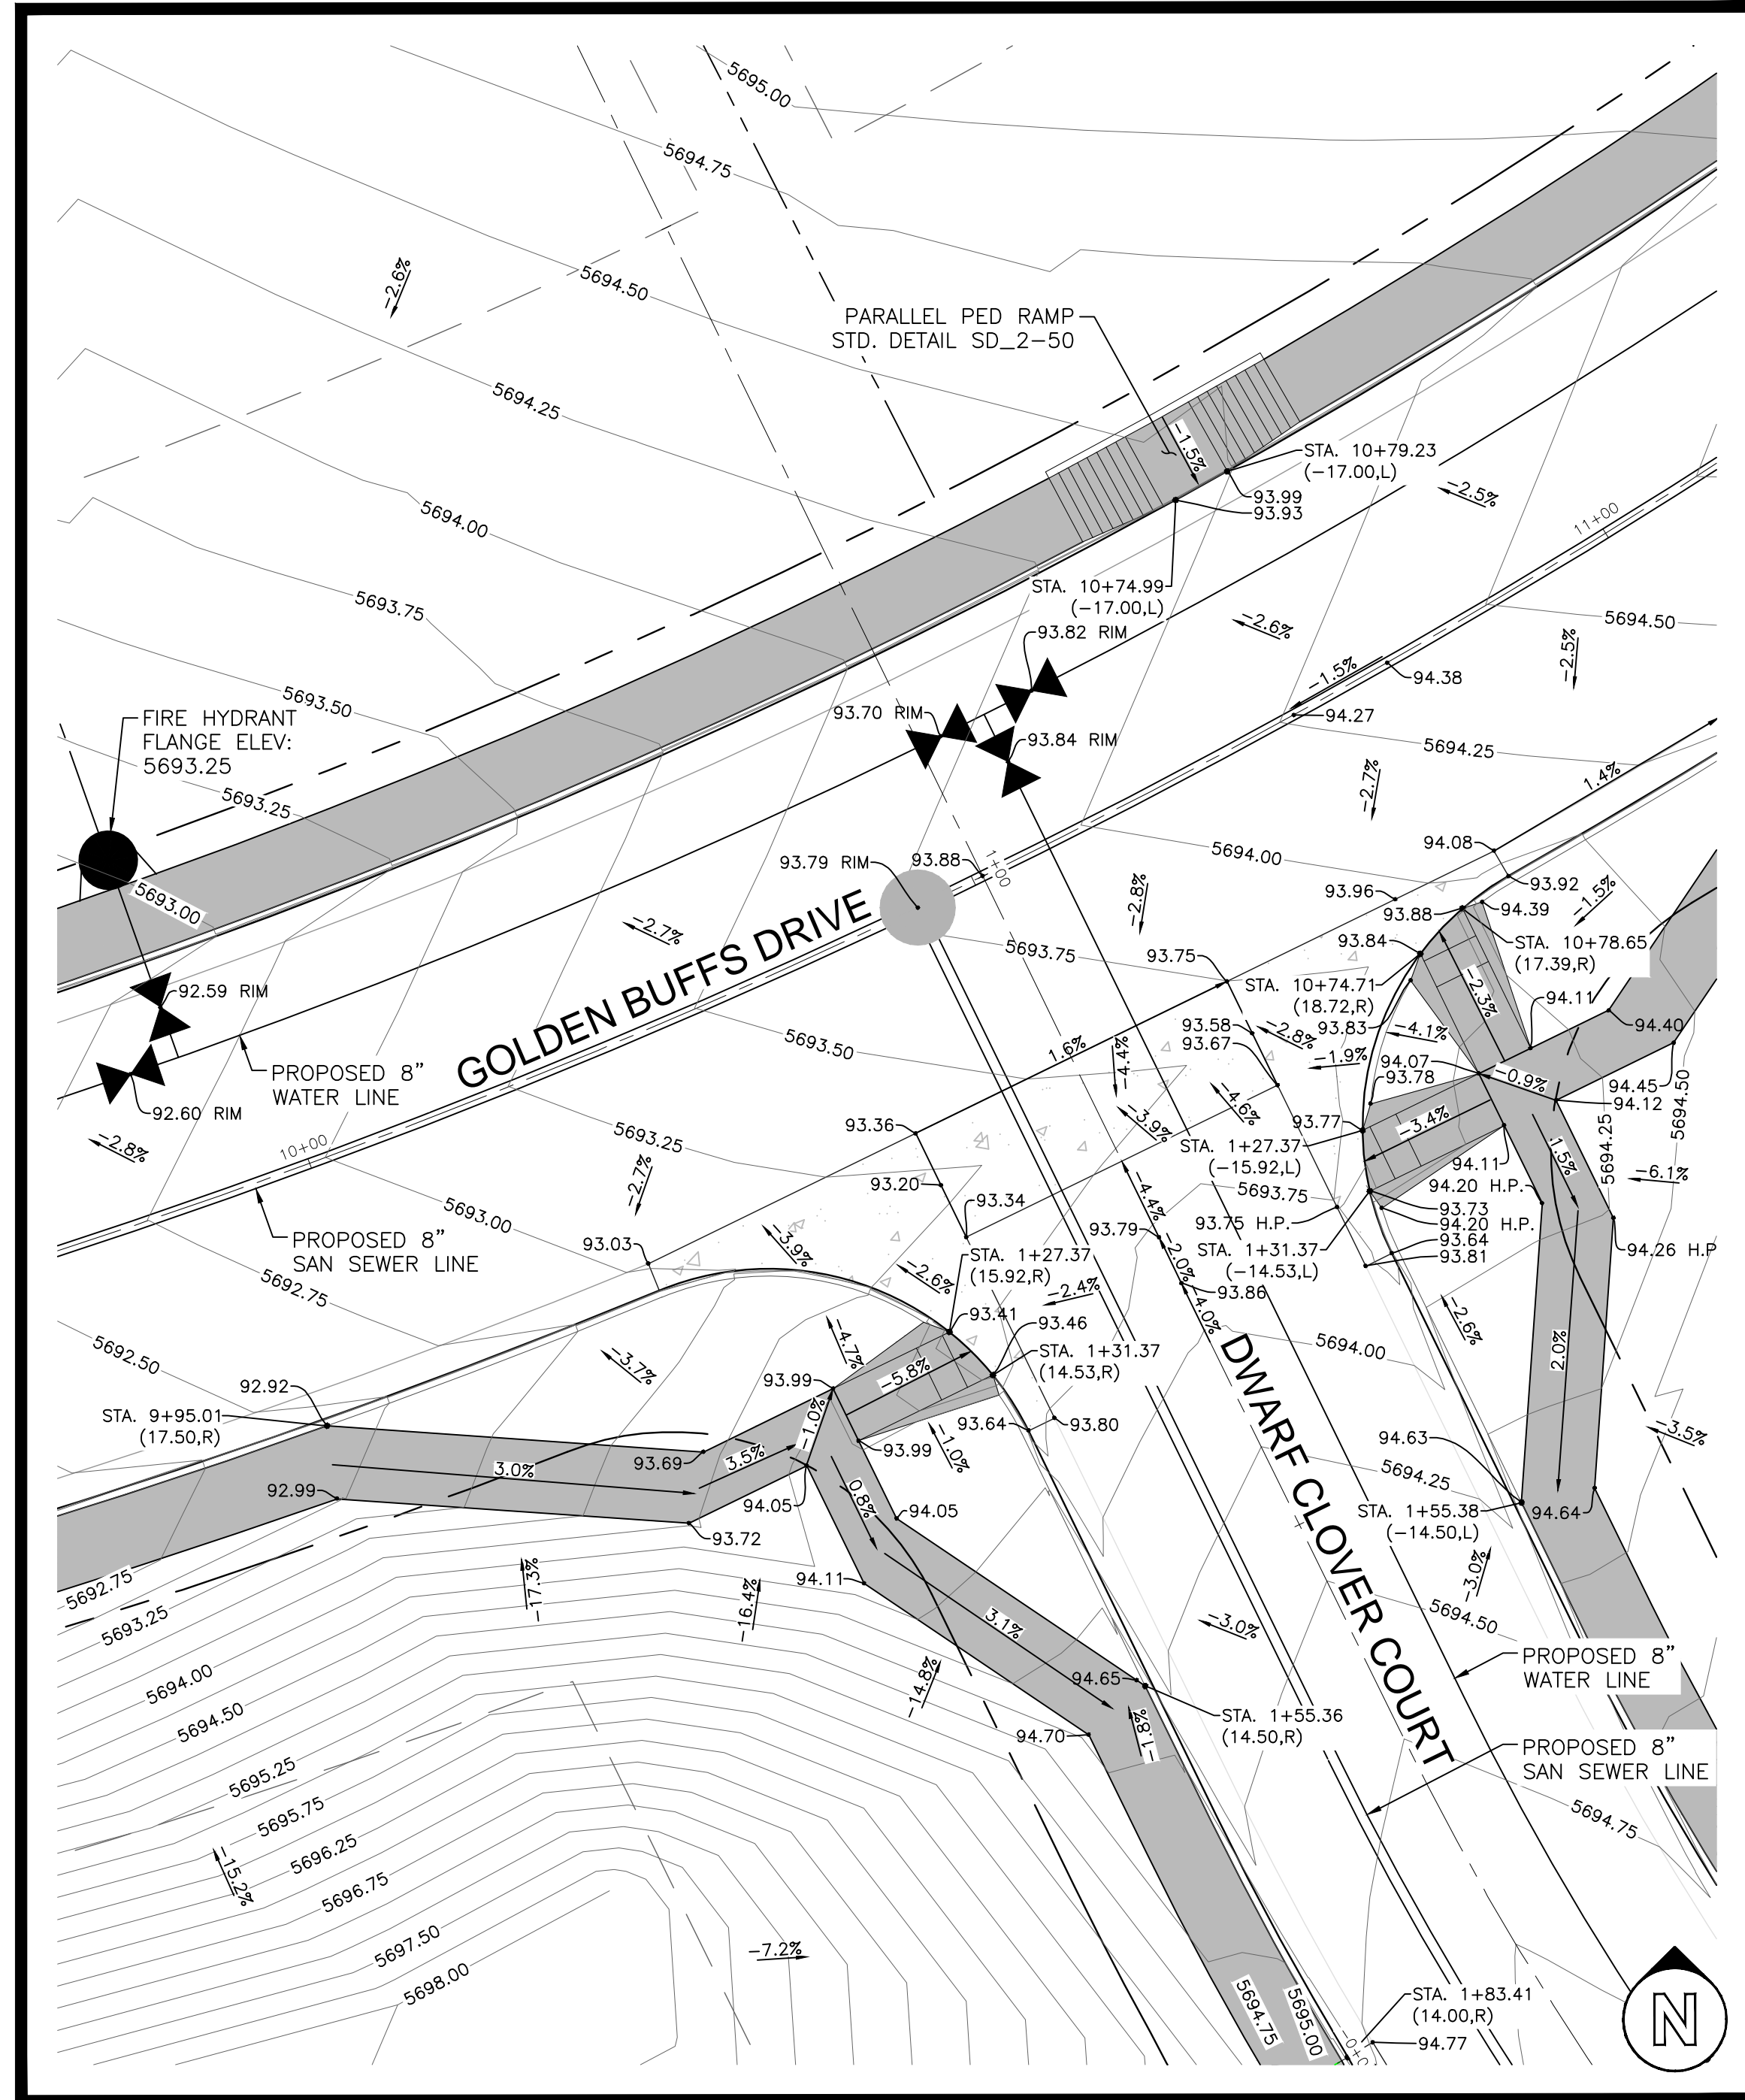 5695.00
5694.75
-2.6%
5694.50
PARALLEL PED RAMP
STD. DETAIL SD_2-50
5694.25
-1.5%
STA. 10+79.23
(-17.00,L)
93.99
93.93
-2.5%
11+00
5694.00
5693.75
STA. 10+74.99
(-17.00,L)
93.82 RIM
-2.6%
5694.50
-2.5%
-1.5%
94.38
5693.50
93.70 RIM
94.27
FIRE HYDRANT
FLANGE ELEV:
5693.25
93.84 RIM
5694.25
1.4%
5693.25
-2.7%
93.79 RIM
93.88
1+00
5694.00
94.08
5693.00
-2.8%
93.96
93.92
-1.5%
93.88
94.39
-2.7%
GOLDEN BUFFS DRIVE
5693.75
93.75
93.84
STA. 10+78.65
(17.39,R)
92.59 RIM
STA. 10+74.71
(18.72,R)
-2.3%
94.11
93.58
-2.8%
93.83
-4.1%
94.40
5693.50
1.6%
93.67
-4.4%
-1.9%
94.07
93.78
-0.9%
94.45
94.12
5694.50
PROPOSED 8"
WATER LINE
92.60 RIM
-2.8%
10+00
5693.25
93.36
-3.9%
-4.6%
93.77
STA. 1+27.37
(-15.92,L)
-3.4%
5694.25
1.5%
94.11
-6.1%
-2.7%
93.20
93.34
-4.4%
5693.75
94.20 H.P.
93.73
94.20 H.P.
5693.00
93.79
93.75 H.P.
93.64
93.81
94.26 H.P
PROPOSED 8"
SAN SEWER LINE
93.03
-3.9%
STA. 1+27.37
(15.92,R)
-2.0%
STA. 1+31.37
(-14.53,L)
5692.75
-2.6%
-2.4%
93.86
-4.0%
-2.6%
93.41
93.46
5692.50
-3.7%
-4.7%
-5.8%
STA. 1+31.37
(14.53,R)
5694.00
2.0%
92.92
93.99
STA. 9+95.01
(17.50,R)
-1.0%
93.64
93.80
-3.5%
93.69
3.5%
93.99
-1.0%
94.63
3.0%
5694.25
92.99
94.05
0.8%
94.05
STA. 1+55.38
(-14.50,L)
94.64
93.72
DWARF CLOVER COURT
5692.75
-17.3%
-16.4%
94.11
-3.0%
5693.25
3.1%
-3.0%
5694.50
5694.00
94.65
PROPOSED 8"
WATER LINE
-14.8%
5694.50
94.70
-1.8%
STA. 1+55.36
(14.50,R)
PROPOSED 8"
SAN SEWER LINE
5695.25
5695.75
5694.75
5696.25
-15.2%
5696.75
5697.50
-7.2%
5698.00
5694.75
5695.00
STA. 1+83.41
(14.00,R)
94.77
N